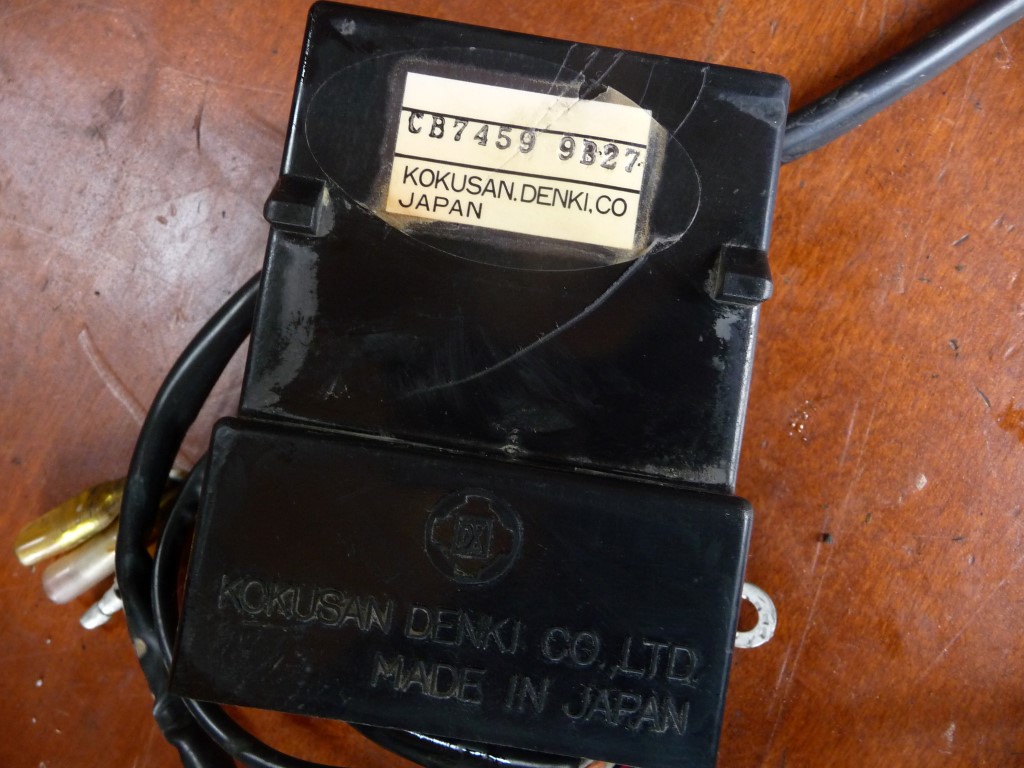 CB7459 9B27
KOKUSAN.DENKI.CO
JAPAN
KOKUSAN DENKI. CO.,LTD.
MADE IN JAPAN